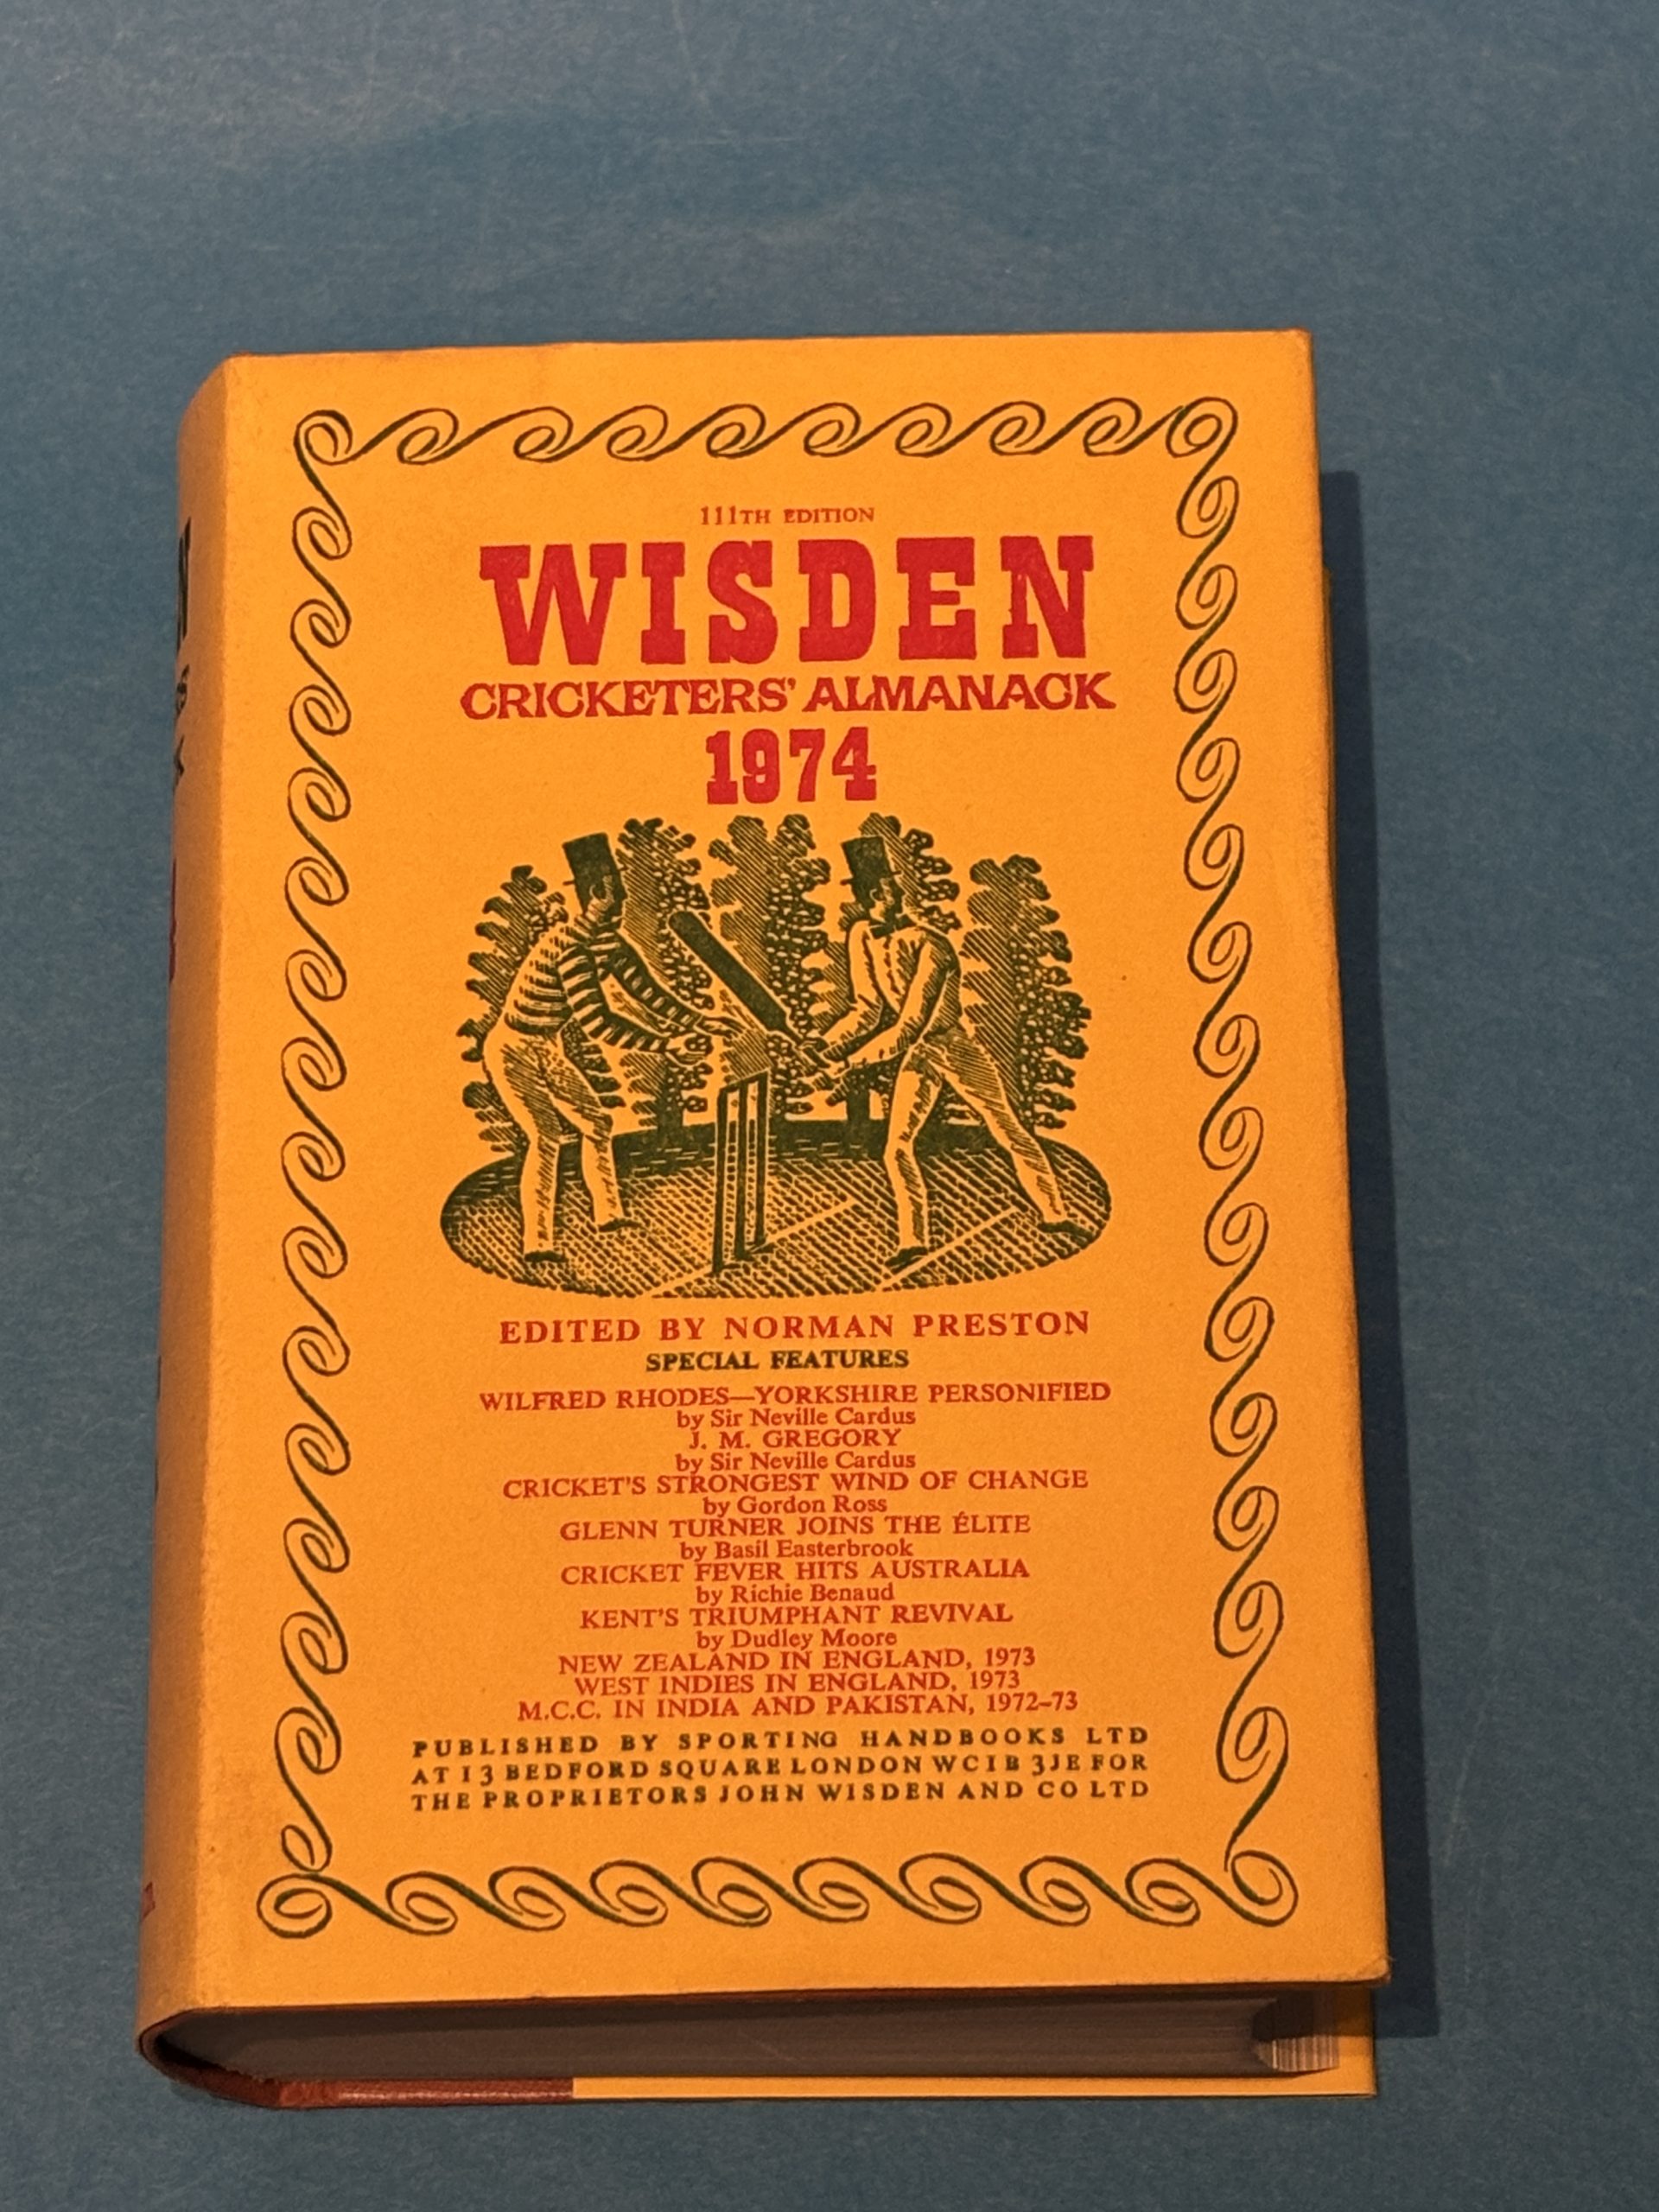 111TH EDITION
WISDEN
CRICKETERS' ALMANACK
1974
EDITED BY NORMAN PRESTON
SPECIAL FEATURES
WILFRED RHODES—YORKSHIRE PERSONIFIED
by Sir Neville Cardus
J. M. GREGORY
by Sir Neville Cardus
CRICKET'S STRONGEST WIND OF CHANGE
by Gordon Ross
GLENN TURNER JOINS THE ÉLITE
by Basil Easterbrook
CRICKET FEVER HITS AUSTRALIA
by Richie Benaud
KENT'S TRIUMPHANT REVIVAL
by Dudley Moore
NEW ZEALAND IN ENGLAND, 1973
WEST INDIES IN ENGLAND, 1973
M.C.C. IN INDIA AND PAKISTAN, 1972–73
PUBLISHED BY SPORTING HANDBOOKS LTD
AT 13 BEDFORD SQUARE LONDON WC1B 3JE FOR
THE PROPRIETORS JOHN WISDEN AND CO LTD